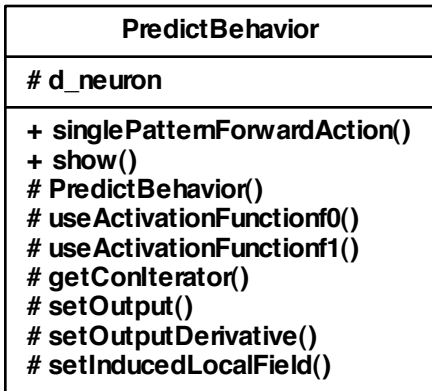 PredictBehavior
# d_neuron
+ singlePatternForwardAction()
+ show()
# PredictBehavior()
# useActivationFunctionf0()
# useActivationFunctionf1()
# getConIterator()
# setOutput()
# setOutputDerivative()
# setInducedLocalField()